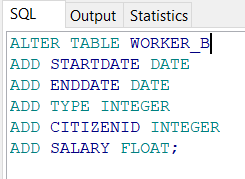 SQL Output Statistics
ALTER TABLE WORKER_B
ADD STARTDATE DATE
ADD ENDDATE DATE
ADD TYPE INTEGER
ADD CITIZENID INTEGER
ADD SALARY FLOAT;